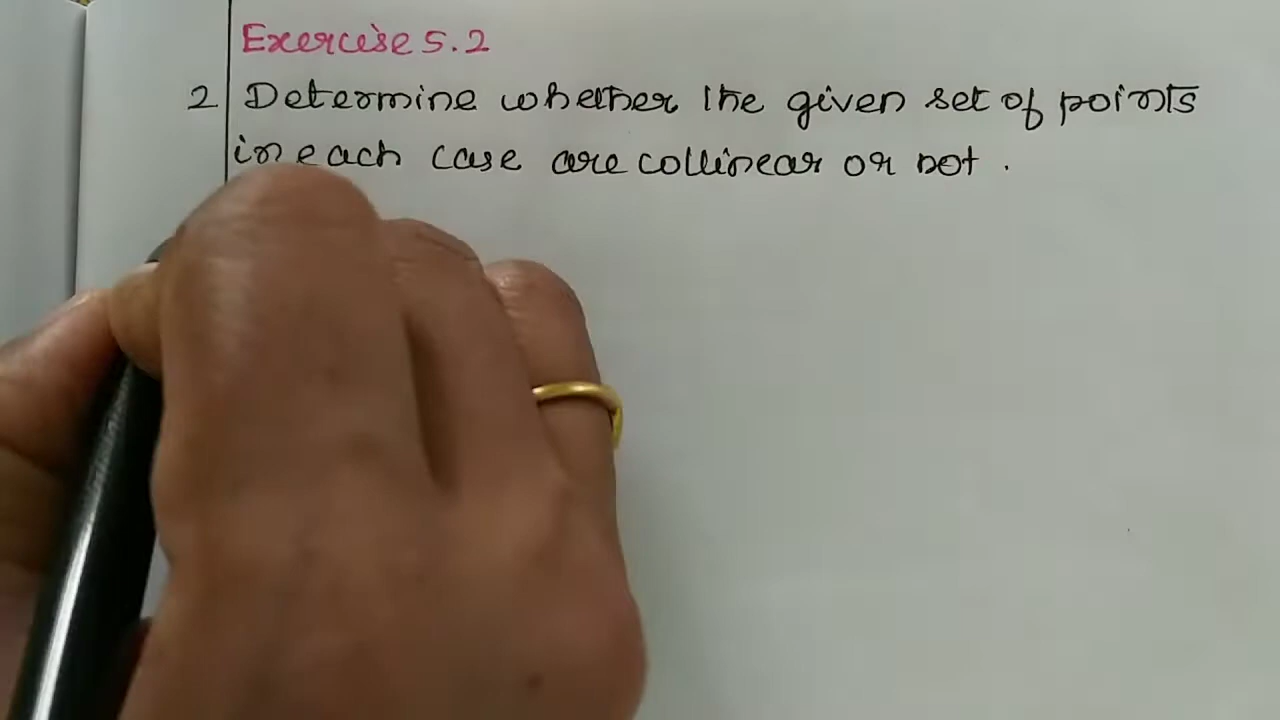 Exercise 5.2
2 Determine whether the given set of points
in each case are collinear or not .